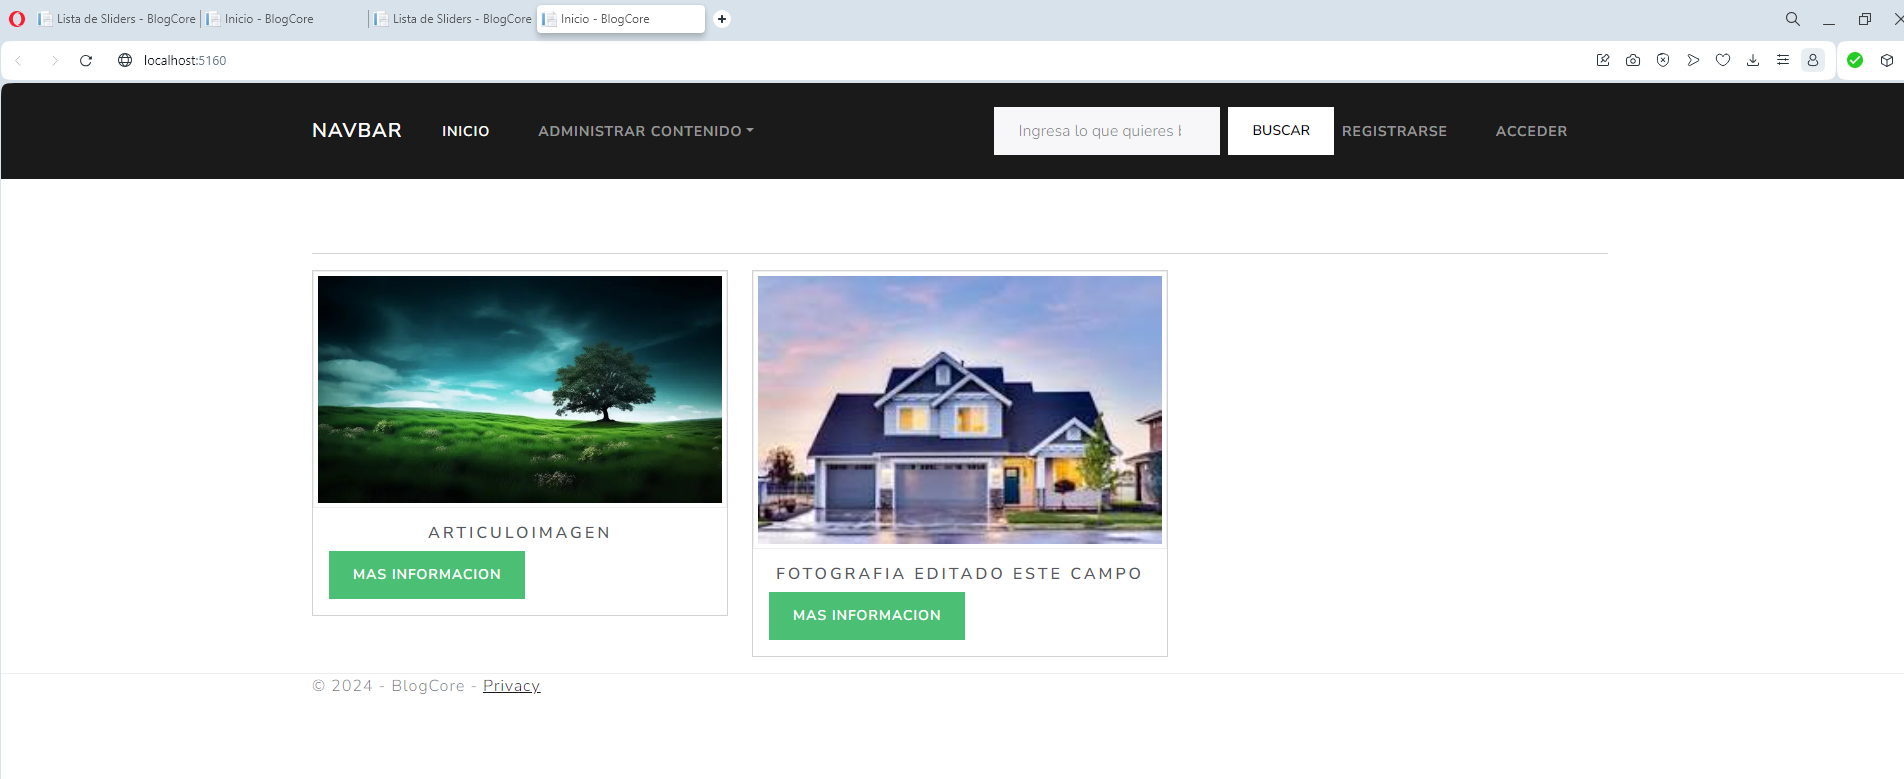 Lista de Sliders - BlogCore
Inicio - BlogCore
Lista de Sliders - BlogCore
Inicio - BlogCore
localhost:5160
NAVBAR INICIO ADMINISTRAR CONTENIDO Ingresa lo que quieres b BUSCAR REGISTRARSE ACCEDER
ARTICULOIMAGEN
MAS INFORMACION
FOTOGRAFIA EDITADO ESTE CAMPO
MAS INFORMACION
© 2024 - BlogCore - Privacy